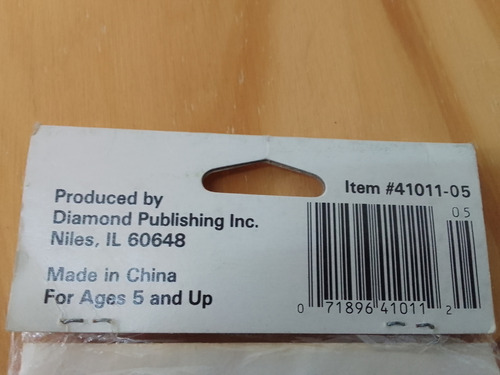 Produced by
Diamond Publishing Inc.
Niles, IL 60648
Made in China
For Ages 5 and Up
Item #41011-05
05
0 71896 41011 2